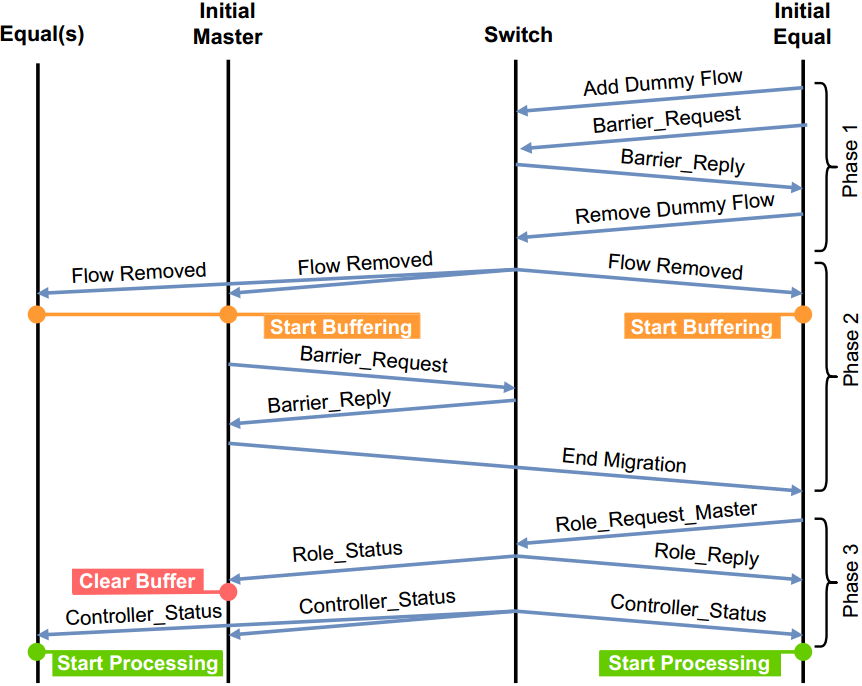 Equal(s)
Initial
Master
Switch
Initial
Equal
Add Dummy Flow
Barrier_Request
Barrier_Reply
Remove Dummy Flow
Phase 1
Flow Removed
Flow Removed
Flow Removed
Start Buffering
Start Buffering
Barrier_Request
Barrier_Reply
End Migration
Phase 2
Role_Request_Master
Role_Status
Role_Reply
Clear Buffer
Controller_Status
Controller_Status
Controller_Status
Start Processing
Start Processing
Phase 3